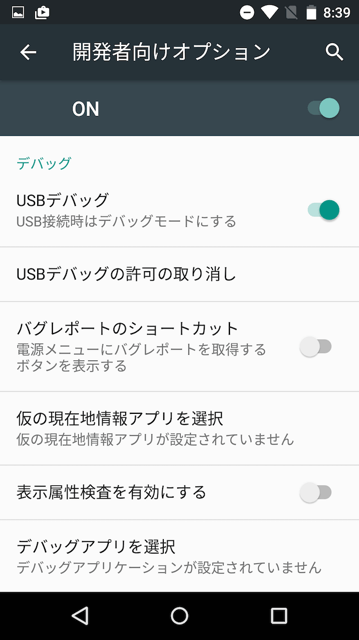 8:39
開発者向けオプション
ON
デバッグ
USBデバッグ
USB接続時はデバッグモードにする
USBデバッグの許可の取り消し
バグレポートのショートカット
電源メニューにバグレポートを取得する
ボタンを表示する
仮の現在地情報アプリを選択
仮の現在地情報アプリが設定されていません
表示属性検査を有効にする
デバッグアプリを選択
デバッグアプリケーションが設定されていません